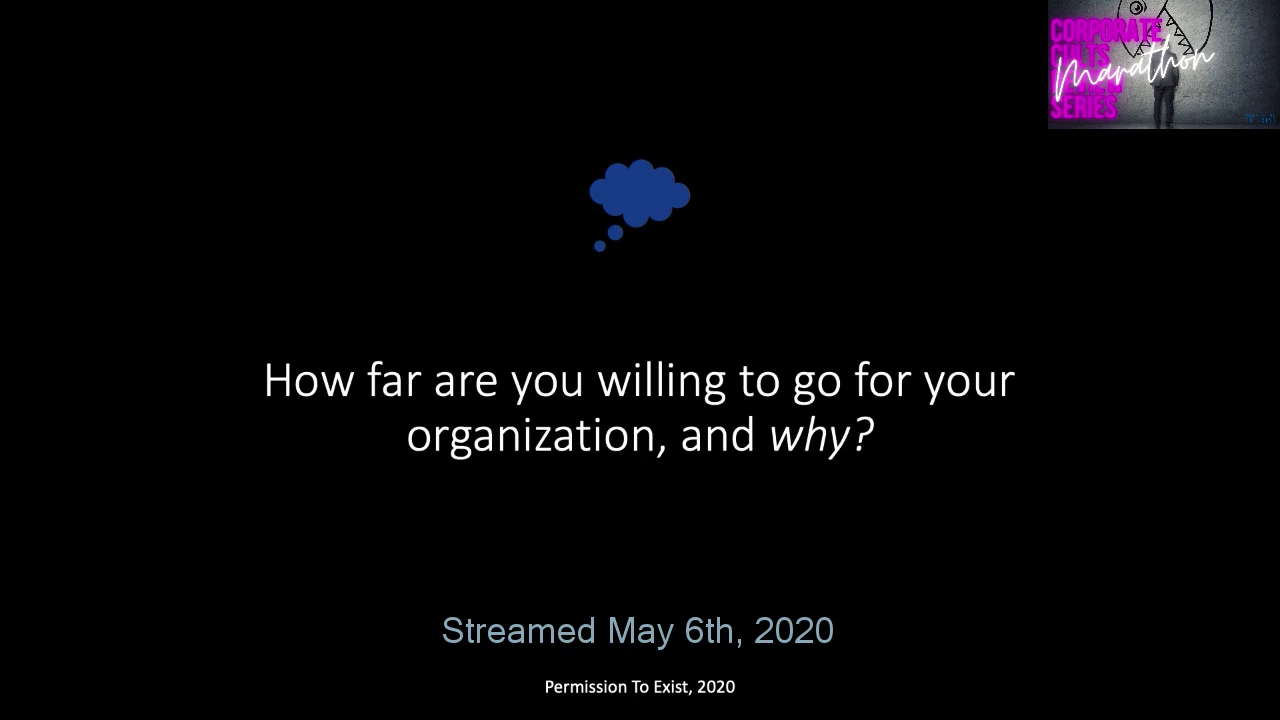 CORPORATE
CULTS
Marathon
SERIES
How far are you willing to go for your
organization, and why?
Streamed May 6th, 2020
Permission To Exist, 2020